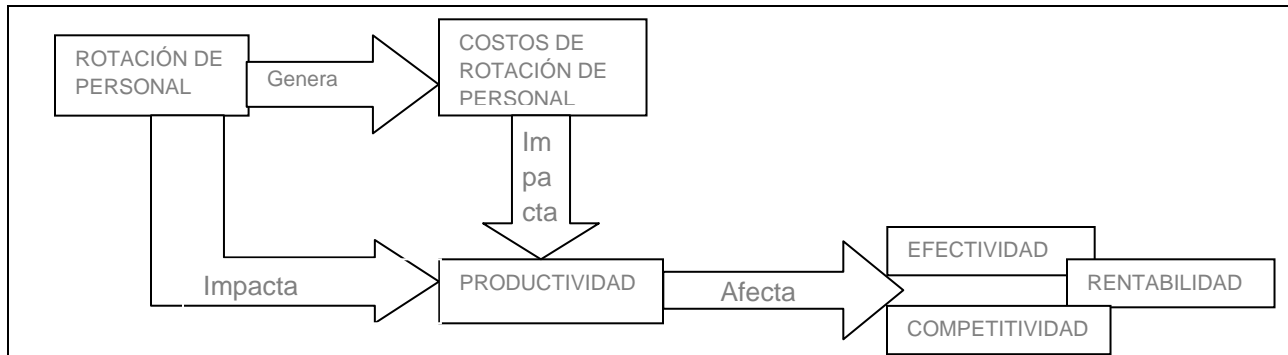 ROTACIÓN DE
PERSONAL
Genera
COSTOS DE
ROTACIÓN DE
PERSONAL
Im
pa
cta
Impacta
PRODUCTIVIDAD
Afecta
EFECTIVIDAD
RENTABILIDAD
COMPETITIVIDAD